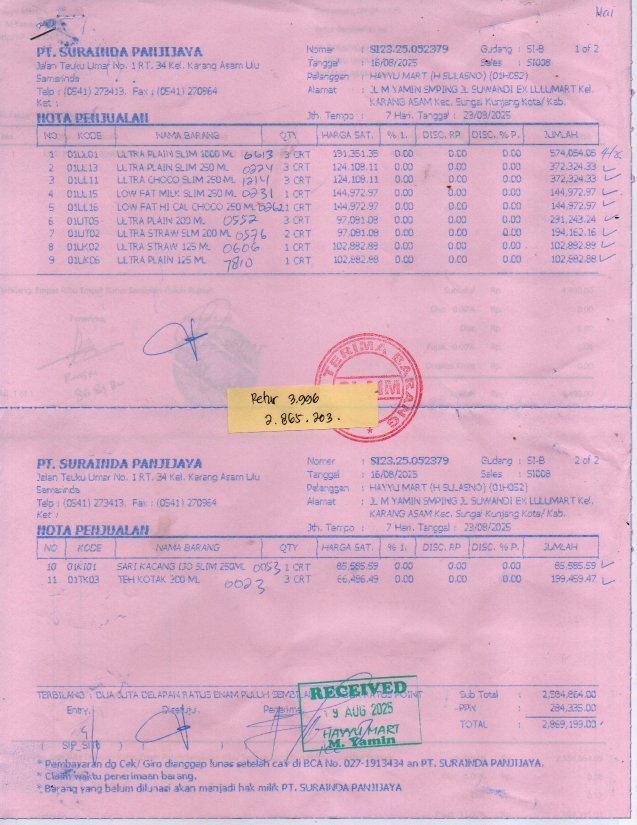 Hai
PT. SURAINDA PANJIJAYA
Jalan Teuku Umar No. 1 RT. 34 Kel. Karang Asam Ulu
Samarinda
Telp : (0541) 273413. Fax : (0541) 270964
Ket :
Nomor : SI23.25.052379 Gudang : SI-B 1 of 2
Tanggal : 16/08/2025 Sales : SI008
Pelanggan : HAYYU MART (H SULASNO) (01H052)
Alamat : JL M YAMIN SMPING JL SUWANDI EX LULUMART Kel.
KARANG ASAM Kec. Sungai Kunjang Kota/ Kab.
NOTA PENJUALAN
Jth. Tempo : 7 Hari. Tanggal : 23/08/2025
NO. KODE NAMA BARANG QTY HARGA SAT. % 1. DISC. RP DISC. % P. JUMLAH
1 01LL01 ULTRA PLAIN SLIM 1000 ML 6613 3 CRT 191,351.35 0.00 0.00 0.00 574,054.05
2 01LL13 ULTRA PLAIN SLIM 250 ML 0224 3 CRT 124,108.11 0.00 0.00 0.00 372,324.33
3 01LL11 ULTRA CHOCO SLIM 250 ML 1214 3 CRT 124,108.11 0.00 0.00 0.00 372,324.33
4 01LL15 LOW FAT MILK SLIM 250 ML 0231 1 CRT 144,972.97 0.00 0.00 0.00 144,972.97
5 01LL16 LOW FAT HI CAL CHOCO 250 ML 5262 1 CRT 144,972.97 0.00 0.00 0.00 144,972.97
6 01UT05 ULTRA PLAIN 200 ML 0552 3 CRT 97,081.08 0.00 0.00 0.00 291,243.24
7 01UT02 ULTRA STRAW SLM 200 ML 0576 2 CRT 97,081.08 0.00 0.00 0.00 194,162.16
8 01LK02 ULTRA STRAW 125 ML 0606 1 CRT 102,882.88 0.00 0.00 0.00 102,882.88
9 01LK06 ULTRA PLAIN 125 ML 7810 1 CRT 102,882.88 0.00 0.00 0.00 102,882.88
TERIMA BARANG
Retur 3.996
2.865.203.
PT. SURAINDA PANJIJAYA
Jalan Teuku Umar No. 1 RT. 34 Kel. Karang Asam Ulu
Samarinda
Telp : (0541) 273413. Fax : (0541) 270964
Ket :
Nomor : SI23.25.052379 Gudang : SI-B 2 of 2
Tanggal : 16/08/2025 Sales : SI008
Pelanggan : HAYYU MART (H SULASNO) (01H052)
Alamat : JL M YAMIN SMPING JL SUWANDI EX LULUMART Kel.
KARANG ASAM Kec. Sungai Kunjang Kota/ Kab.
NOTA PENJUALAN
Jth. Tempo : 7 Hari. Tanggal : 23/08/2025
NO KODE NAMA BARANG QTY HARGA SAT. % 1. DISC. RP DISC. % P. JUMLAH
10 01KI01 SARI KACANG IJO SLIM 250ML 0053 1 CRT 85,585.59 0.00 0.00 0.00 85,585.59
11 01TK03 TEH KOTAK 300 ML 0023 3 CRT 66,486.49 0.00 0.00 0.00 199,459.47
TERBILANG : DUA JUTA DELAPAN RATUS ENAM PULUH SEMBILAN RATUS POINT
Sub Total : 2,584,864.00
PPN : 284,335.00
TOTAL : 2,869,199.00
Entry, Disetujui, Penerima,
RECEIVED
19 AUG 2025
HAYYU MART
M. Yamin
* Pembayaran dg Cek/ Giro dianggap lunas setelah cair di BCA No. 027-1913434 an PT. SURAINDA PANJIJAYA.
* Claim waktu penerimaan barang.
* Barang yang belum dilunasi akan menjadi hak milik PT. SURAINDA PANJIJAYA